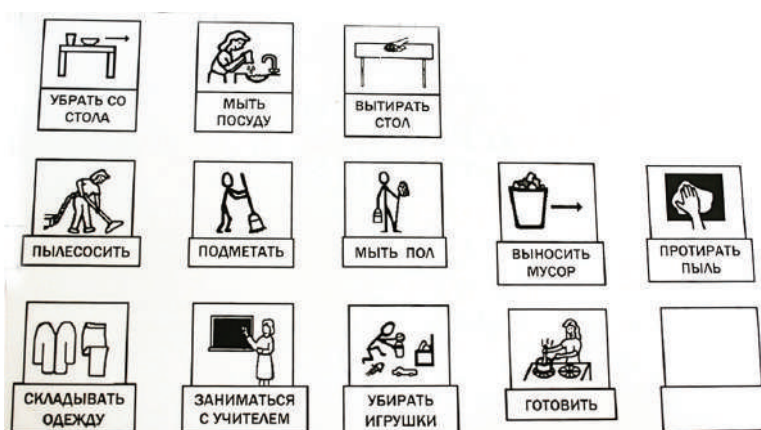 УБРАТЬ СО
СТОЛА
МЫТЬ
ПОСУДУ
ВЫТИРАТЬ
СТОЛ
ПЫЛЕСОСИТЬ
ПОДМЕТАТЬ
МЫТЬ ПОЛ
ВЫНОСИТЬ
МУСОР
ПРОТИРАТЬ
ПЫЛЬ
СКЛАДЫВАТЬ
ОДЕЖДУ
ЗАНИМАТЬСЯ
С УЧИТЕЛЕМ
УБИРАТЬ
ИГРУШКИ
ГОТОВИТЬ